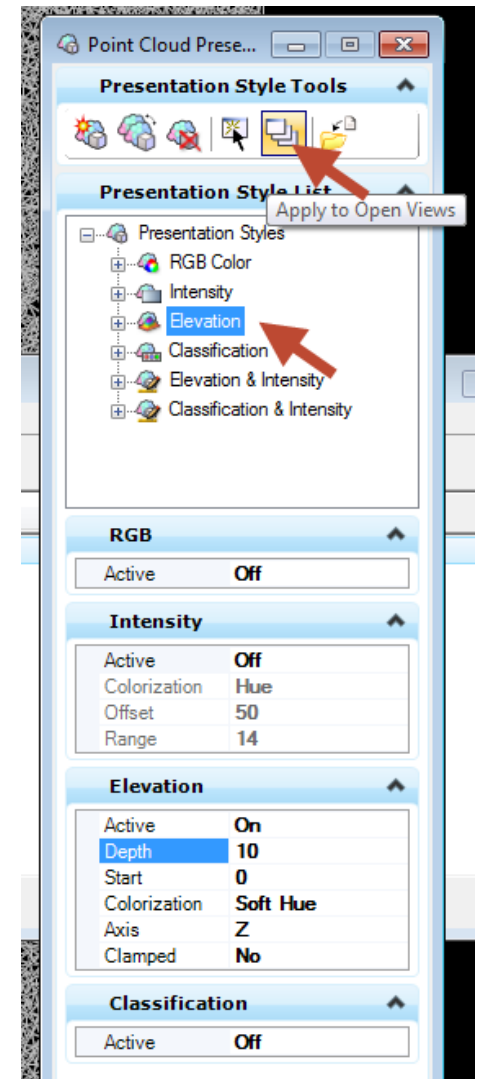 Point Cloud Prese...
Presentation Style Tools
Presentation Style List
Apply to Open Views
Presentation Styles
RGB Color
Intensity
Elevation
Classification
Elevation & Intensity
Classification & Intensity
RGB
Active Off
Intensity
Active Off
Colorization Hue
Offset 50
Range 14
Elevation
Active On
Depth 10
Start 0
Colorization Soft Hue
Axis Z
Clamped No
Classification
Active Off